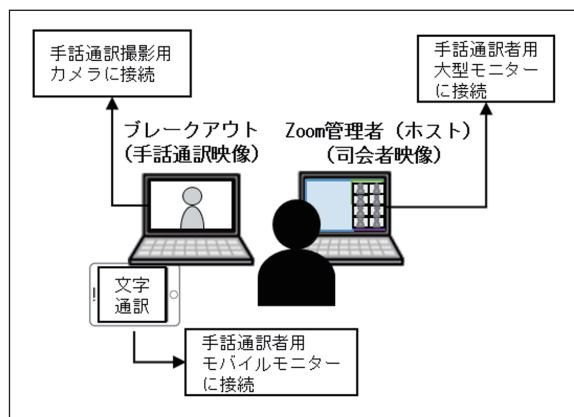 手話通訳撮影用
カメラに接続
手話通訳者用
大型モニター
に接続
ブレークアウト
(手話通訳映像)
Zoom管理者(ホスト)
(司会者映像)
文字
通訳
手話通訳者用
モバイルモニター
に接続